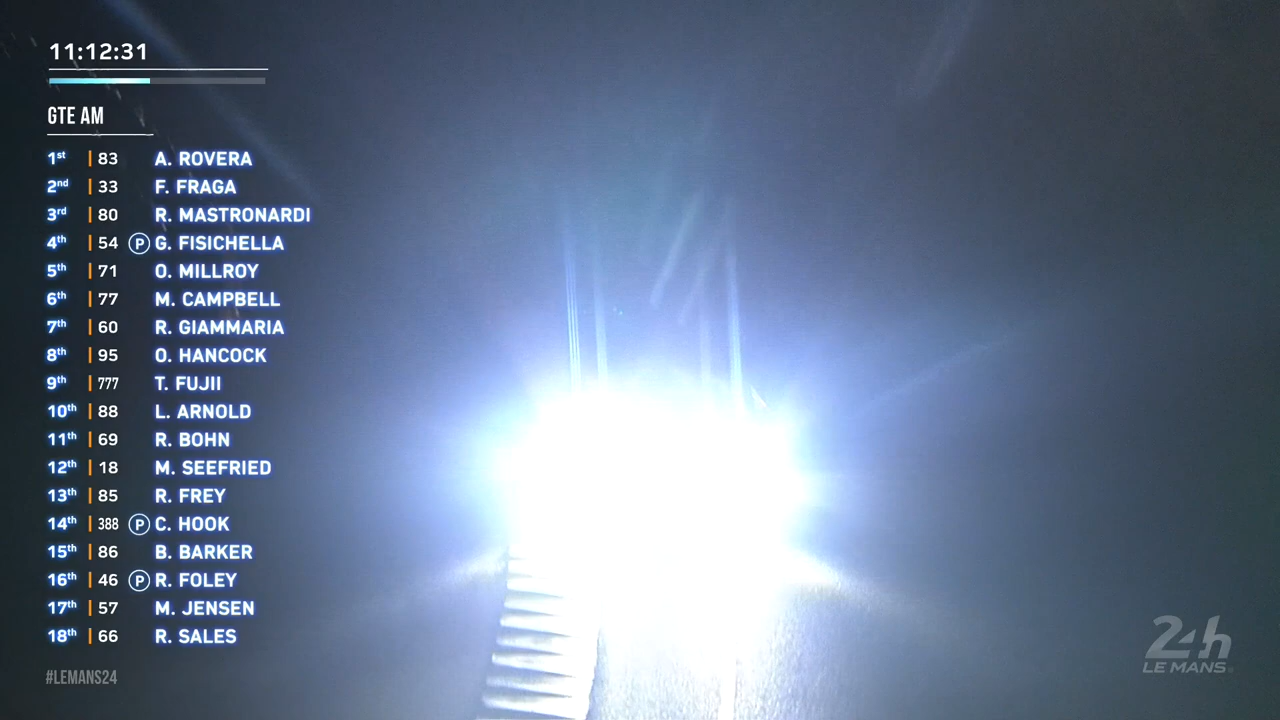 11:12:31
GTE AM
1st 83 A. ROVERA
2nd 33 F. FRAGA
3rd 80 R. MASTRONARDI
4th 54 P G. FISICHELLA
5th 71 O. MILLROY
6th 77 M. CAMPBELL
7th 60 R. GIAMMARIA
8th 95 O. HANCOCK
9th 777 T. FUJII
10th 88 L. ARNOLD
11th 69 R. BOHN
12th 18 M. SEEFRIED
13th 85 R. FREY
14th 388 P C. HOOK
15th 86 B. BARKER
16th 46 P R. FOLEY
17th 57 M. JENSEN
18th 66 R. SALES
#LEMANS24
24h
LE MANS